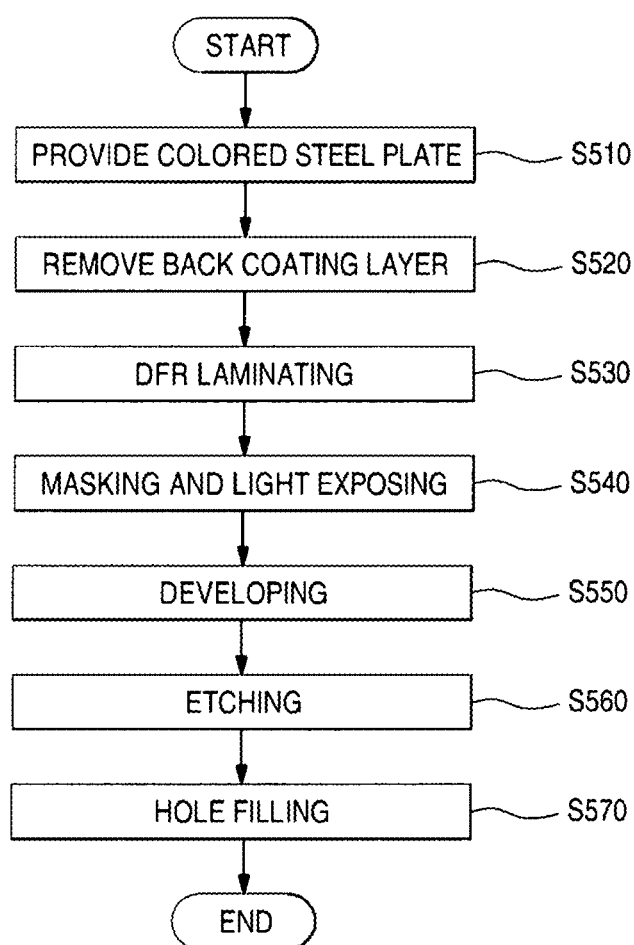 START
PROVIDE COLORED STEEL PLATE S510
REMOVE BACK COATING LAYER S520
DFR LAMINATING S530
MASKING AND LIGHT EXPOSING S540
DEVELOPING S550
ETCHING S560
HOLE FILLING S570
END